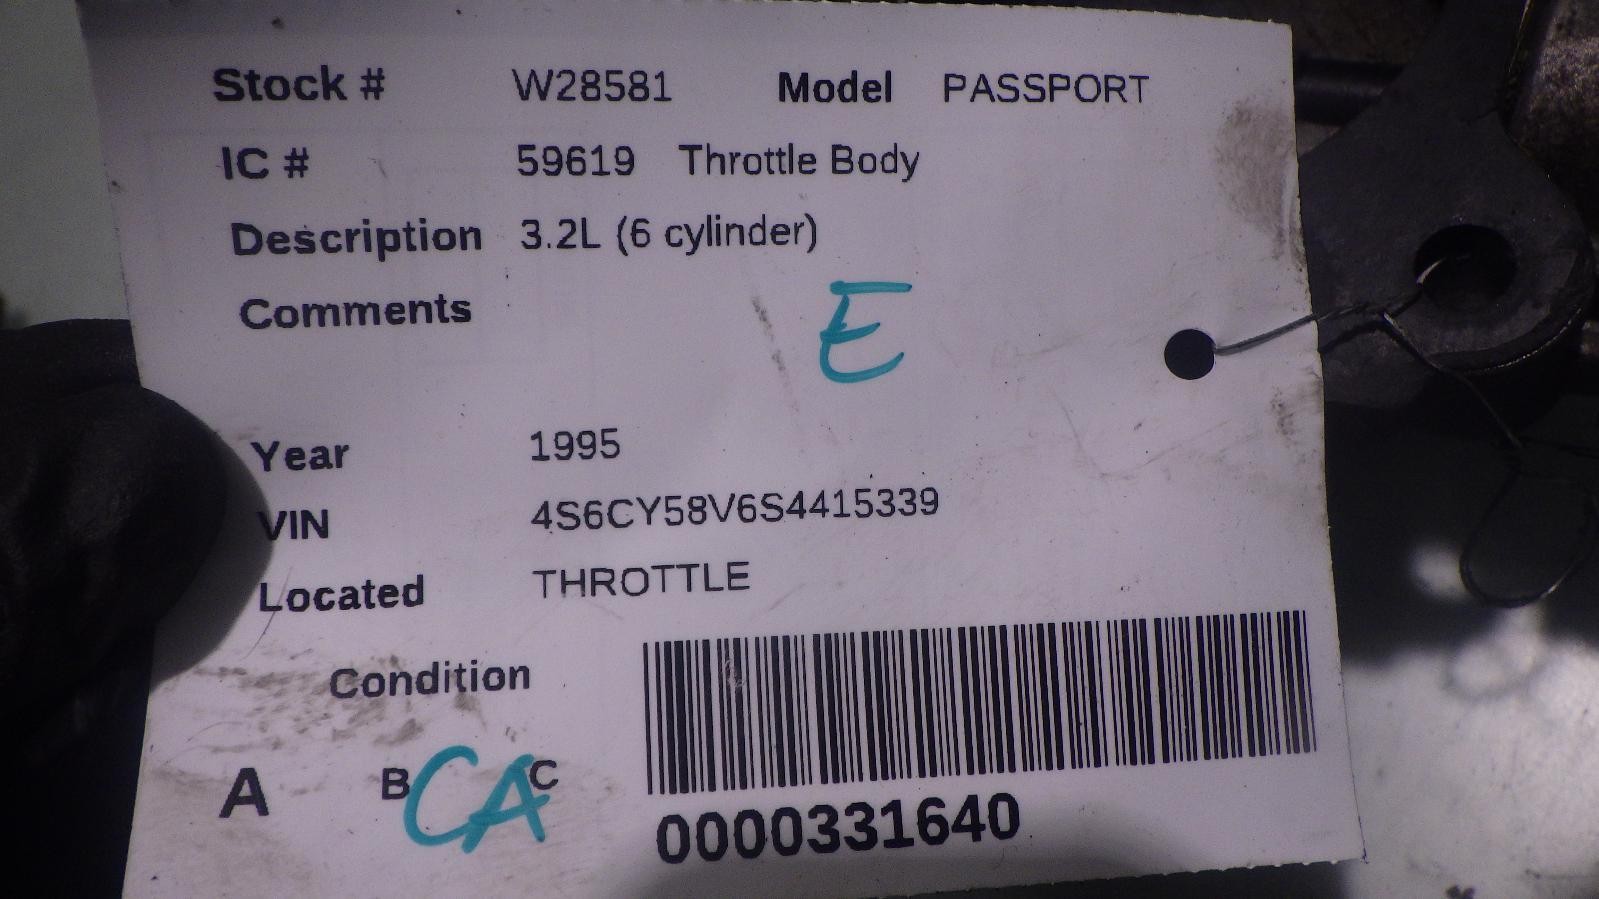 Stock # W28581 Model PASSPORT
IC # 59619 Throttle Body
Description 3.2L (6 cylinder)
Comments
E
Year 1995
VIN 4S6CY58V6S4415339
Located THROTTLE
Condition
A B C
CA
0000331640